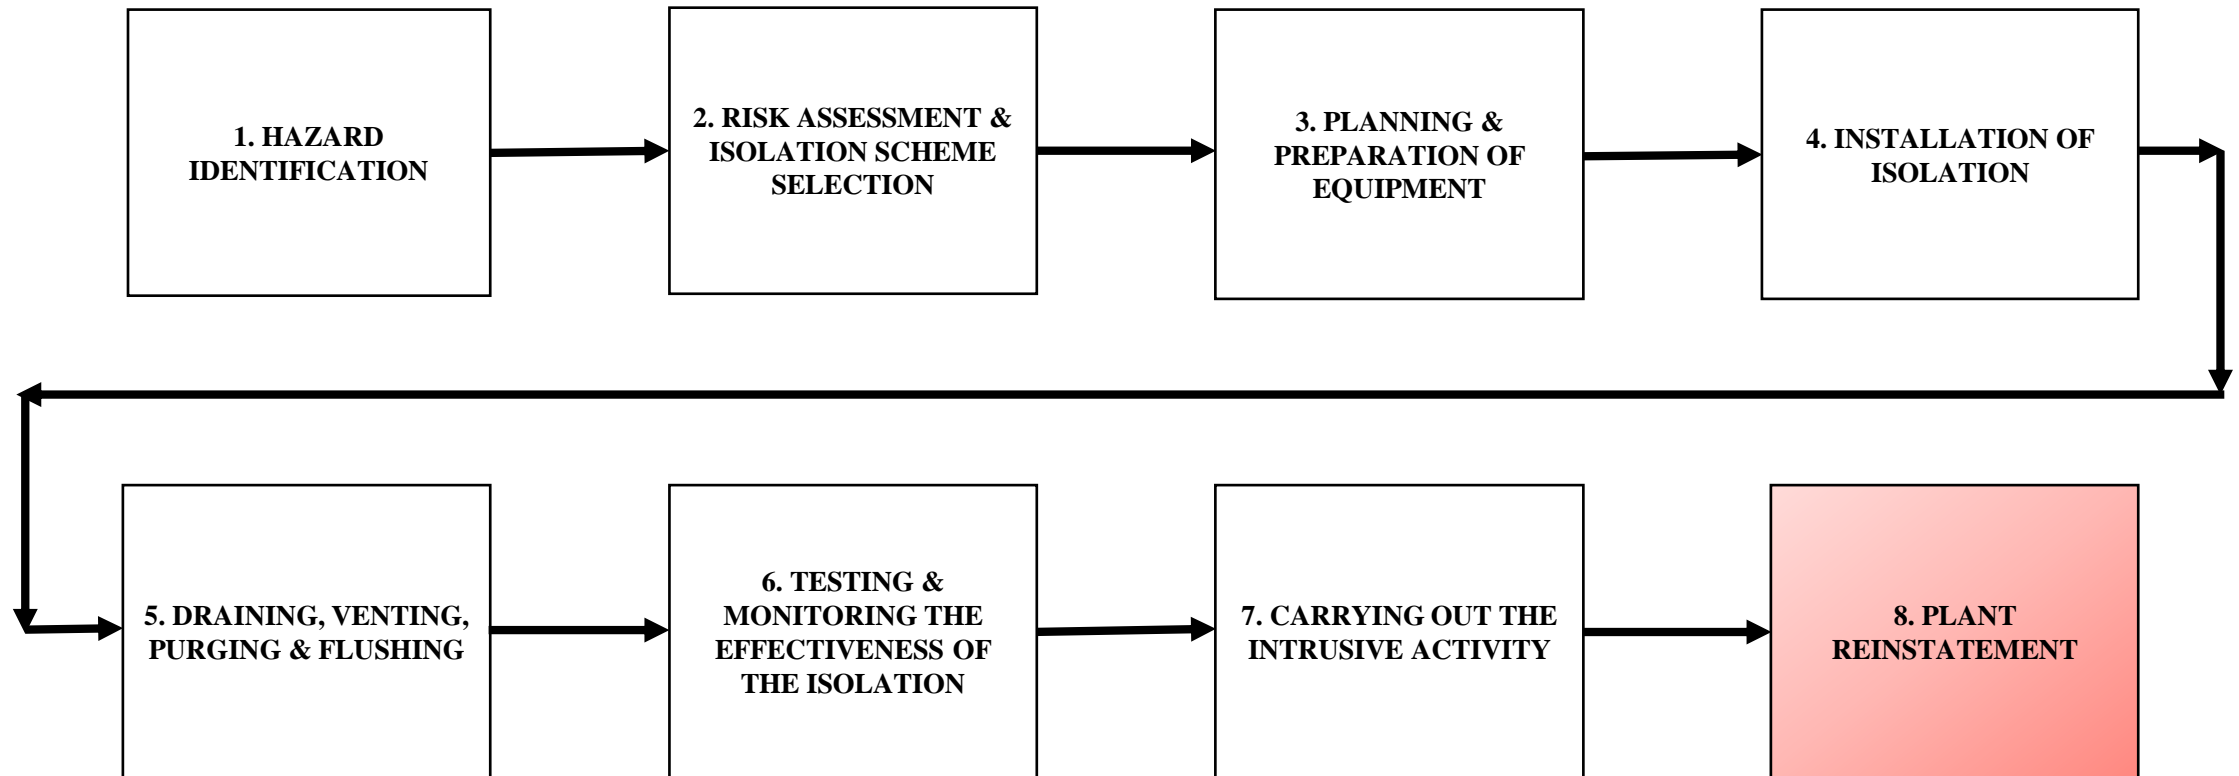 1. HAZARD
IDENTIFICATION
2. RISK ASSESSMENT &
ISOLATION SCHEME
SELECTION
3. PLANNING &
PREPARATION OF
EQUIPMENT
4. INSTALLATION OF
ISOLATION
5. DRAINING, VENTING,
PURGING & FLUSHING
6. TESTING &
MONITORING THE
EFFECTIVENESS OF
THE ISOLATION
7. CARRYING OUT THE
INTRUSIVE ACTIVITY
8. PLANT
REINSTATEMENT